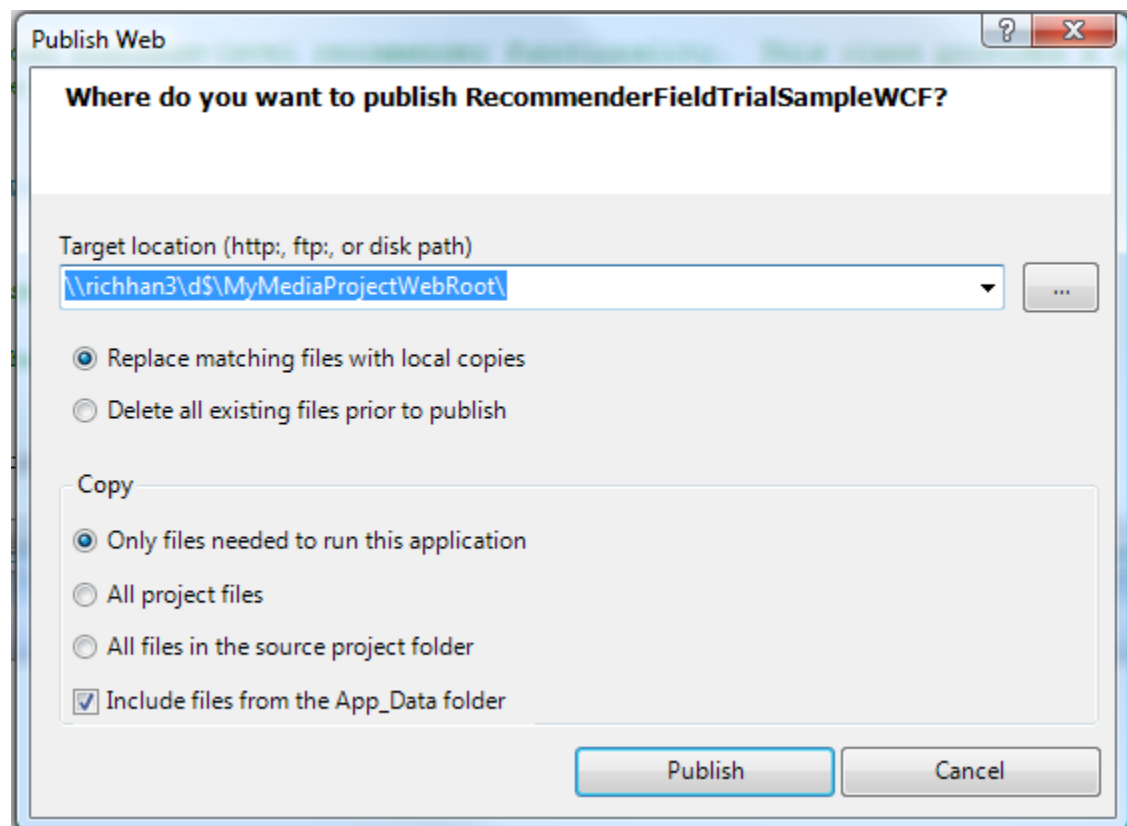 Publish Web
Where do you want to publish RecommenderFieldTrialSampleWCF?
Target location (http:, ftp:, or disk path)
\\richhan3\d$\MyMediaProjectWebRoot\
...
Replace matching files with local copies
Delete all existing files prior to publish
Copy
Only files needed to run this application
All project files
All files in the source project folder
Include files from the App_Data folder
Publish
Cancel